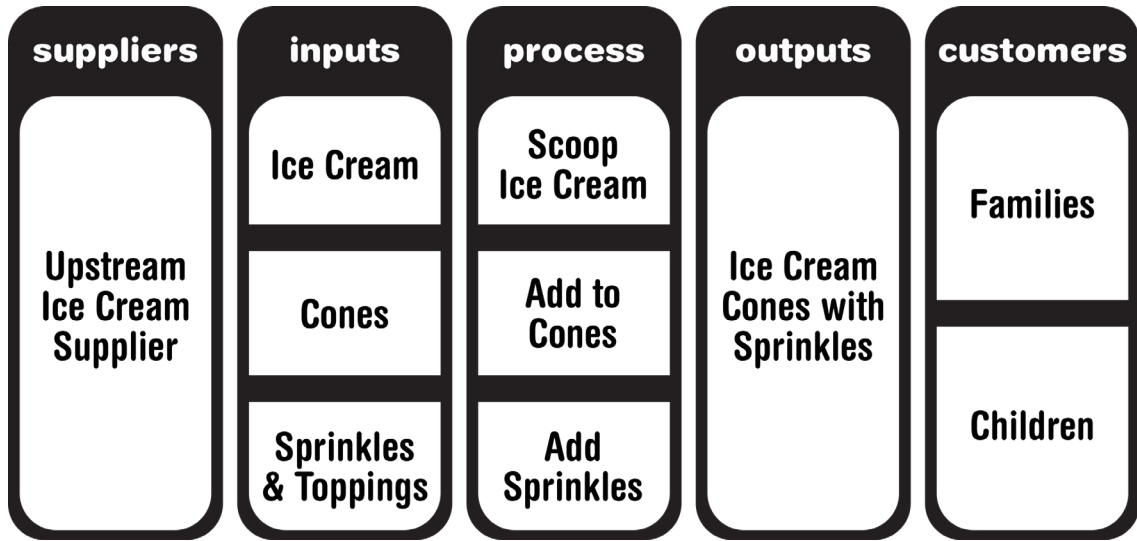 suppliers
Upstream
Ice Cream
Supplier
inputs
Ice Cream
Cones
Sprinkles
& Toppings
process
Scoop
Ice Cream
Add to
Cones
Add
Sprinkles
outputs
Ice Cream
Cones with
Sprinkles
customers
Families
Children